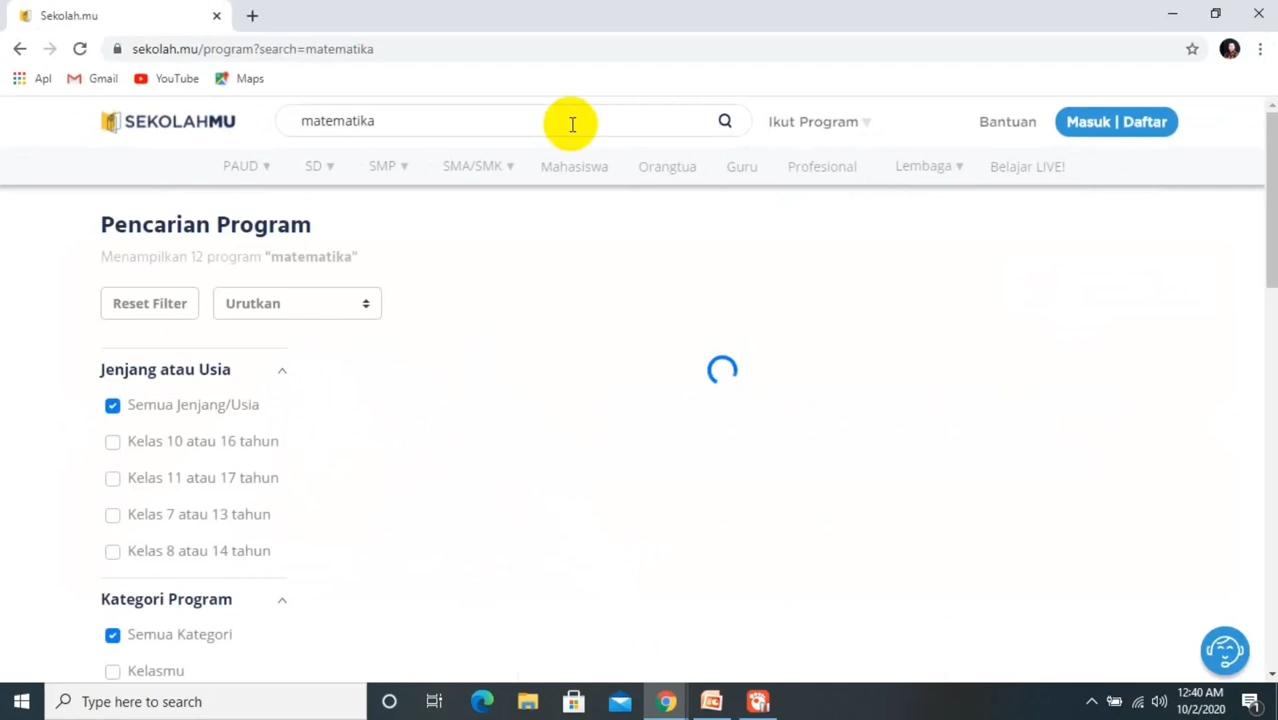 Sekolah.mu
sekolah.mu/program?search=matematika
Apl Gmail YouTube Maps
SEKOLAHMU matematika Ikut Program Bantuan Masuk | Daftar
PAUD SD SMP SMA/SMK Mahasiswa Orangtua Guru Profesional Lembaga Belajar LIVE!
Pencarian Program
Menampilkan 12 program "matematika"
Reset Filter Urutkan
Jenjang atau Usia
Semua Jenjang/Usia
Kelas 10 atau 16 tahun
Kelas 11 atau 17 tahun
Kelas 7 atau 13 tahun
Kelas 8 atau 14 tahun
Kategori Program
Semua Kategori
Kelasmu
Type here to search
12:40 AM
10/2/2020
1